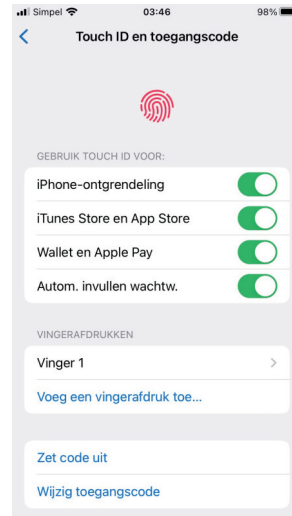 Simpel 03:46 98%
Touch ID en toegangscode
GEBRUIK TOUCH ID VOOR:
iPhone-ontgrendeling
iTunes Store en App Store
Wallet en Apple Pay
Autom. invullen wachtw.
VINGERAFDRUKKEN
Vinger 1
Voeg een vingerafdruk toe...
Zet code uit
Wijzig toegangscode